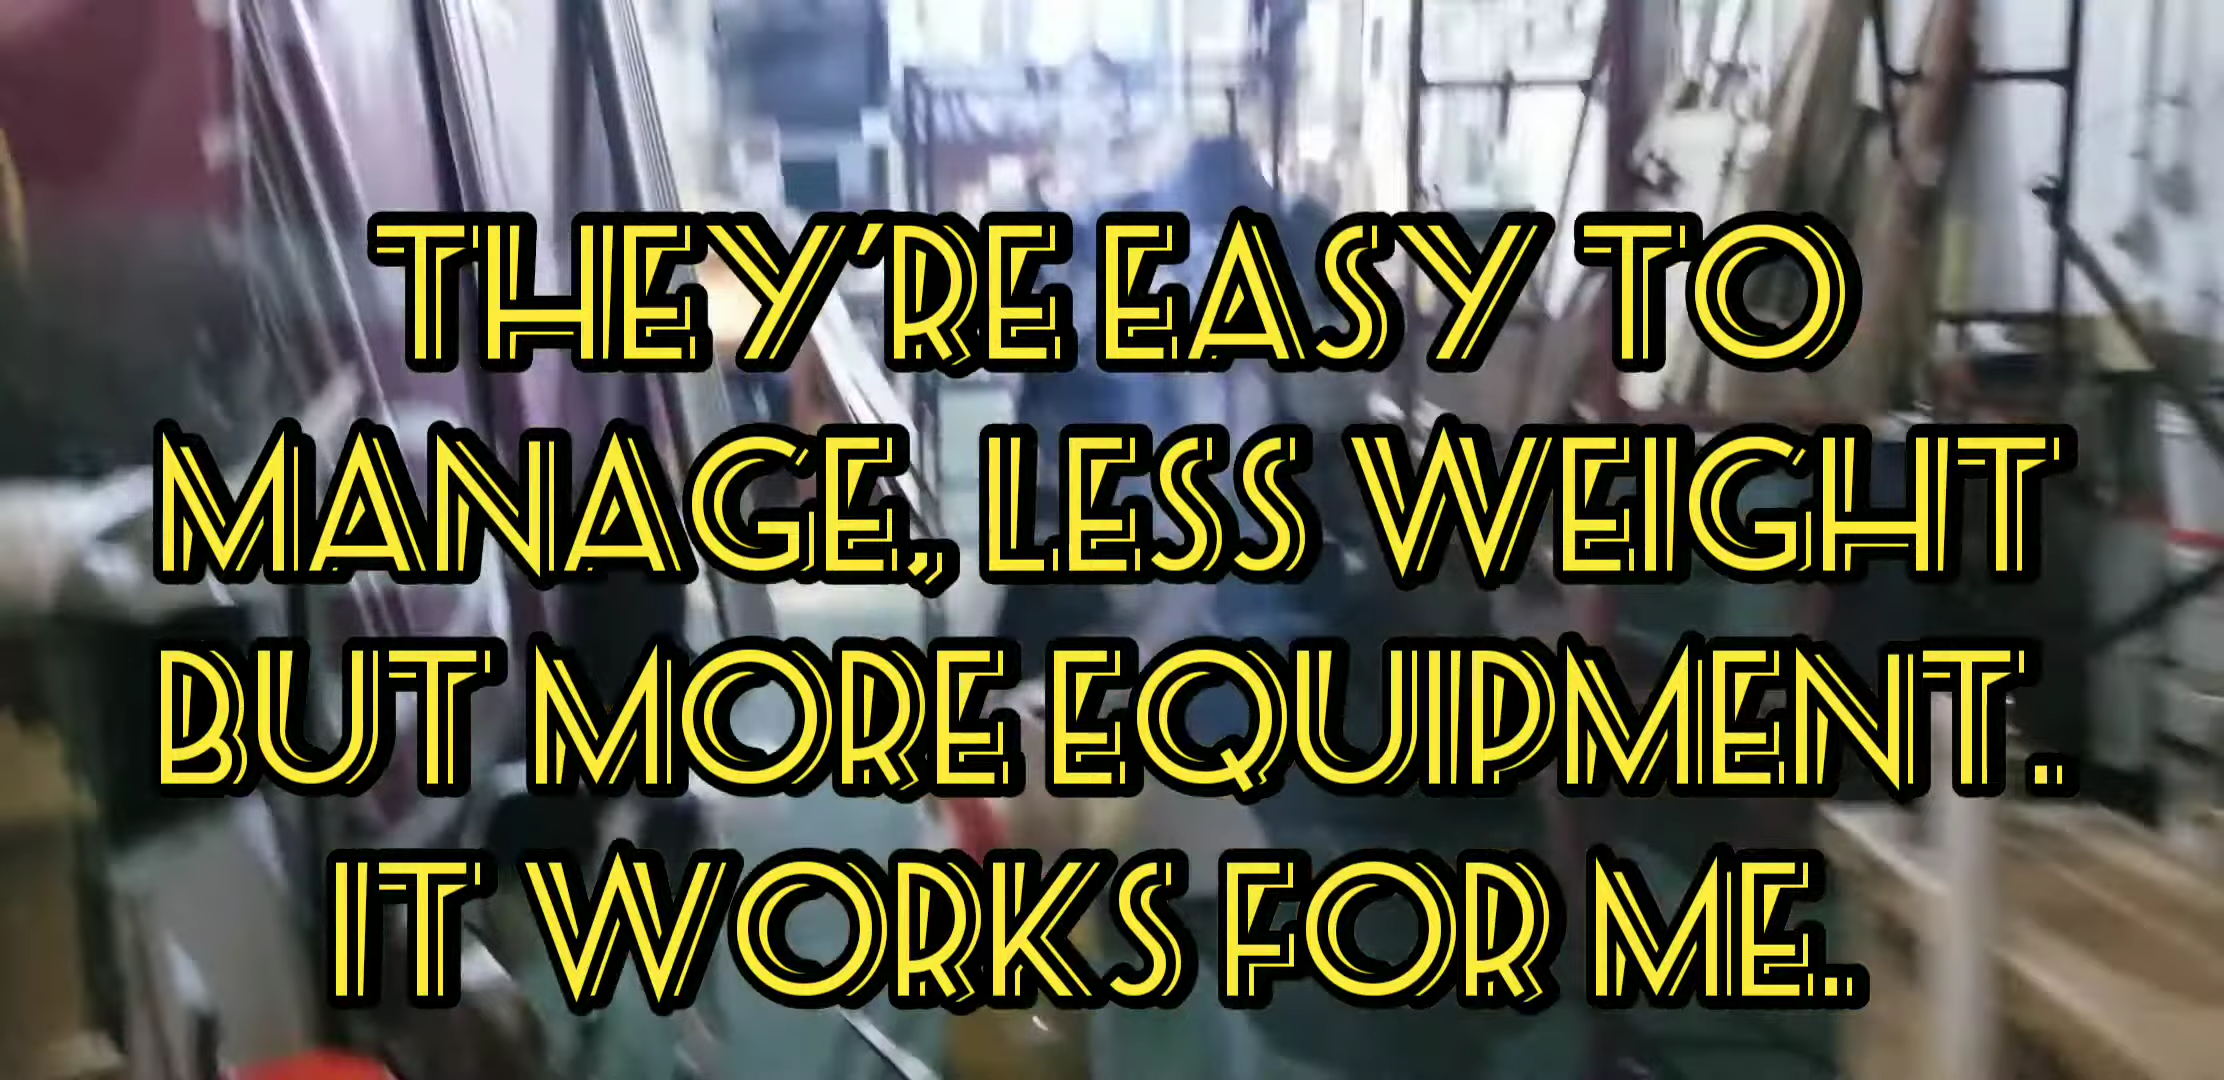 THEY'RE EASY TO
MANAGE, LESS WEIGHT
BUT MORE EQUIPMENT.
IT WORKS FOR ME.